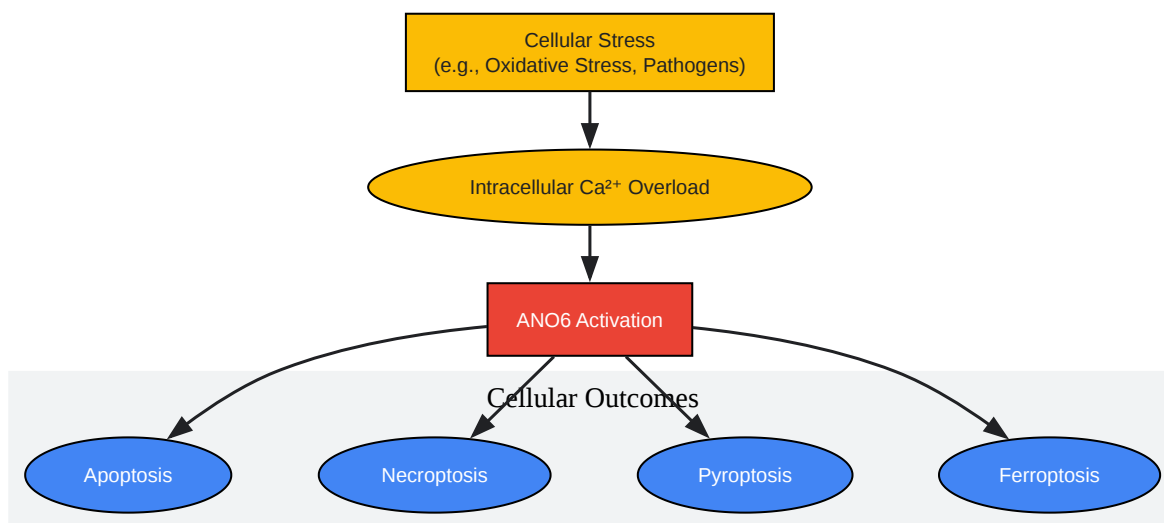 Cellular Stress
(e.g., Oxidative Stress, Pathogens)
Intracellular Ca²⁺ Overload
ANO6 Activation
Cellular Outcomes
Apoptosis
Necroptosis
Pyroptosis
Ferroptosis